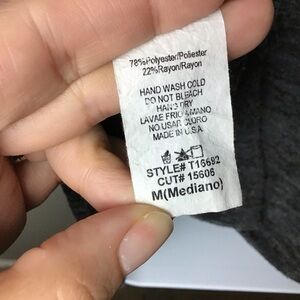 78%Polyester/Poliester
22%Rayon/Rayon
HAND WASH COLD
DO NOT BLEACH
HANG DRY
LAVAE FRIO A MANO
NO USAR CLORO
MADE IN U.S.A
STYLE# T16682
CUT# 15606
M(Mediano)